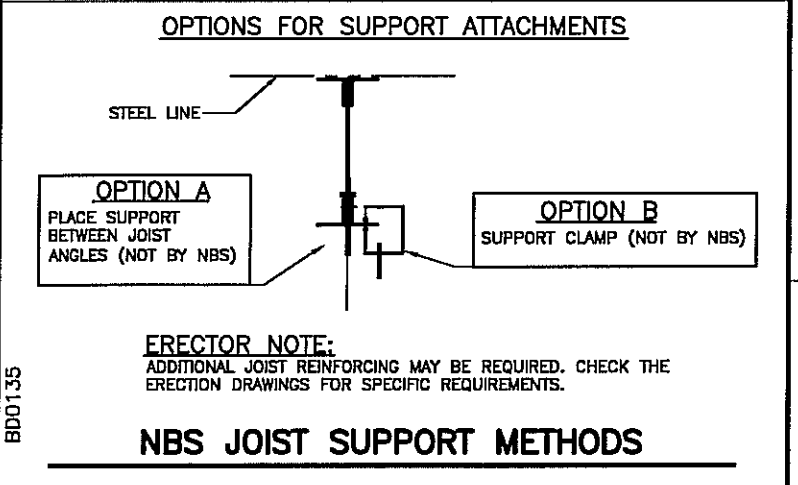 OPTIONS FOR SUPPORT ATTACHMENTS
STEEL LINE
OPTION A
PLACE SUPPORT
BETWEEN JOIST
ANGLES (NOT BY NBS)
OPTION B
SUPPORT CLAMP (NOT BY NBS)
ERECTOR NOTE:
ADDITIONAL JOIST REINFORCING MAY BE REQUIRED. CHECK THE
ERECTION DRAWINGS FOR SPECIFIC REQUIREMENTS.
BD0135
NBS JOIST SUPPORT METHODS